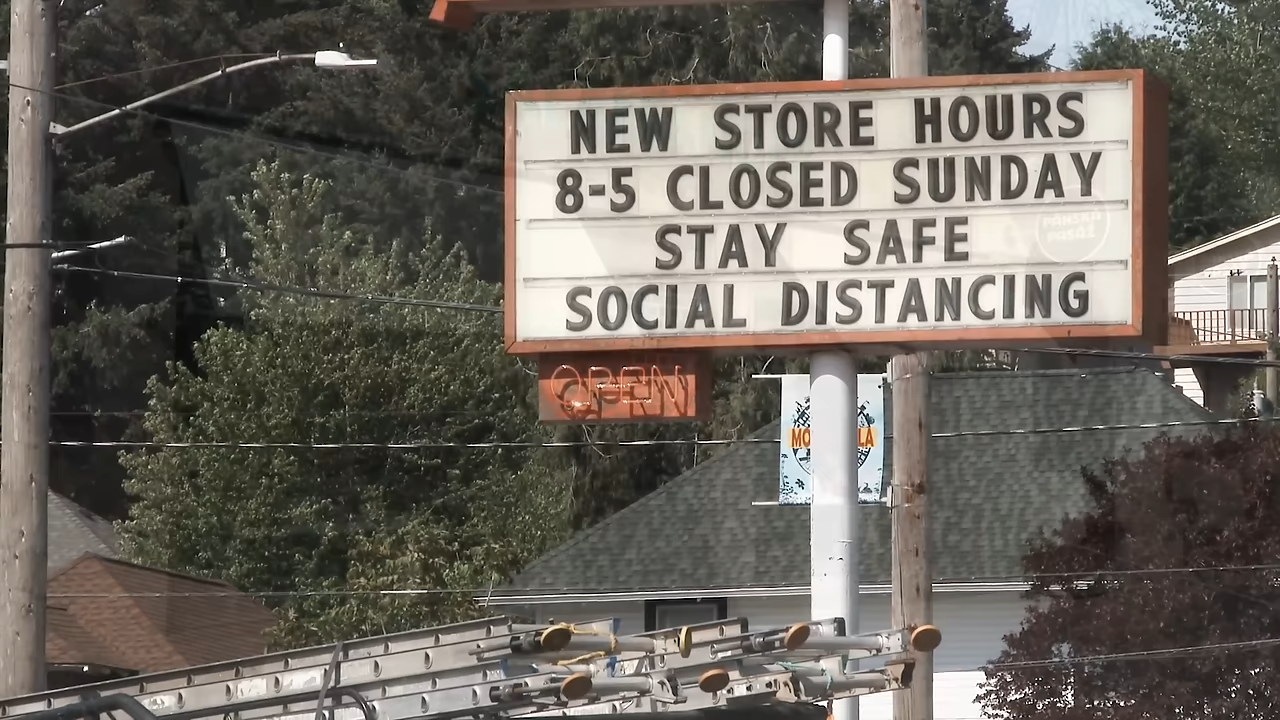 NEW STORE HOURS
8-5 CLOSED SUNDAY
STAY SAFE
SOCIAL DISTANCING
OPEN